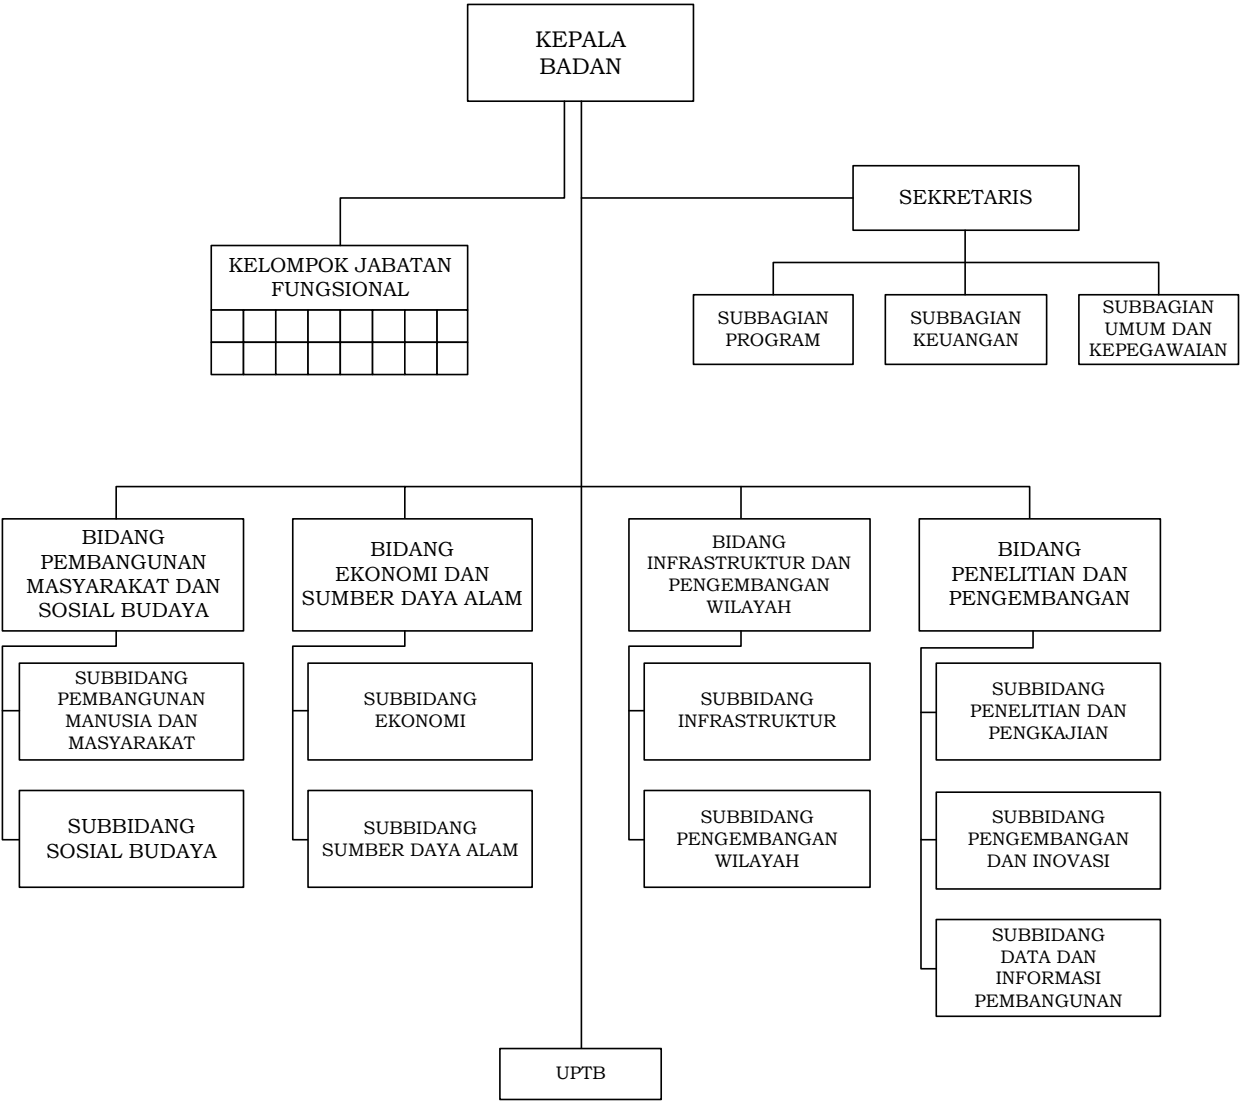 KEPALA
BADAN
SEKRETARIS
KELOMPOK JABATAN
FUNGSIONAL
SUBBAGIAN
PROGRAM
SUBBAGIAN
KEUANGAN
SUBBAGIAN
UMUM DAN
KEPEGAWAIAN
BIDANG
PEMBANGUNAN
MASYARAKAT DAN
SOSIAL BUDAYA
BIDANG
EKONOMI DAN
SUMBER DAYA ALAM
BIDANG
INFRASTRUKTUR DAN
PENGEMBANGAN
WILAYAH
BIDANG
PENELITIAN DAN
PENGEMBANGAN
SUBBIDANG
PEMBANGUNAN
MANUSIA DAN
MASYARAKAT
SUBBIDANG
EKONOMI
SUBBIDANG
INFRASTRUKTUR
SUBBIDANG
PENELITIAN DAN
PENGKAJIAN
SUBBIDANG
SOSIAL BUDAYA
SUBBIDANG
SUMBER DAYA ALAM
SUBBIDANG
PENGEMBANGAN
WILAYAH
SUBBIDANG
PENGEMBANGAN
DAN INOVASI
SUBBIDANG
DATA DAN
INFORMASI
PEMBANGUNAN
UPTB